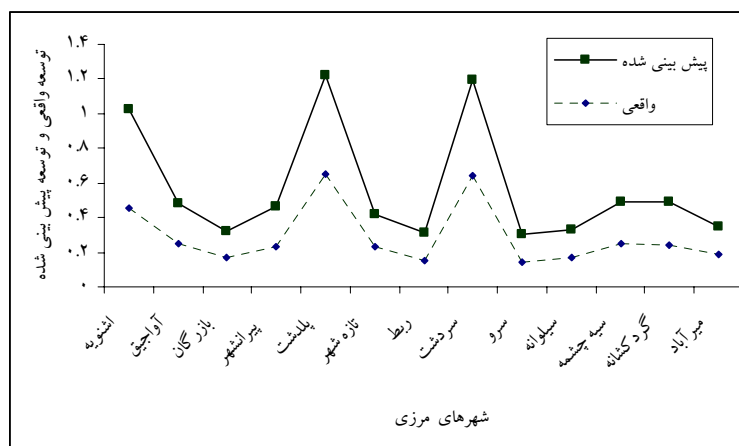 توسعه واقعی و توسعه پیش بینی شده
۱.۴
۱.۲
۱
۰.۸
۰.۶
۰.۴
۰.۲
۰
پیش بینی شده
واقعی
اشنویه
آواجیق
بازرگان
پیرانشهر
پلدشت
تازه شهر
ربط
سردشت
سرو
سیلوانه
سیه چشمه
گرد کشانه
میر آباد
شهرهای مرزی